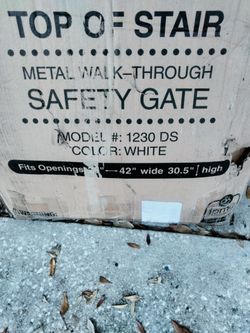 TOP OF STAIR
METAL WALK-THROUGH
SAFETY GATE
MODEL #: 1230 DS
COLOR: WHITE
Fits Openings 42" wide 30.5" high